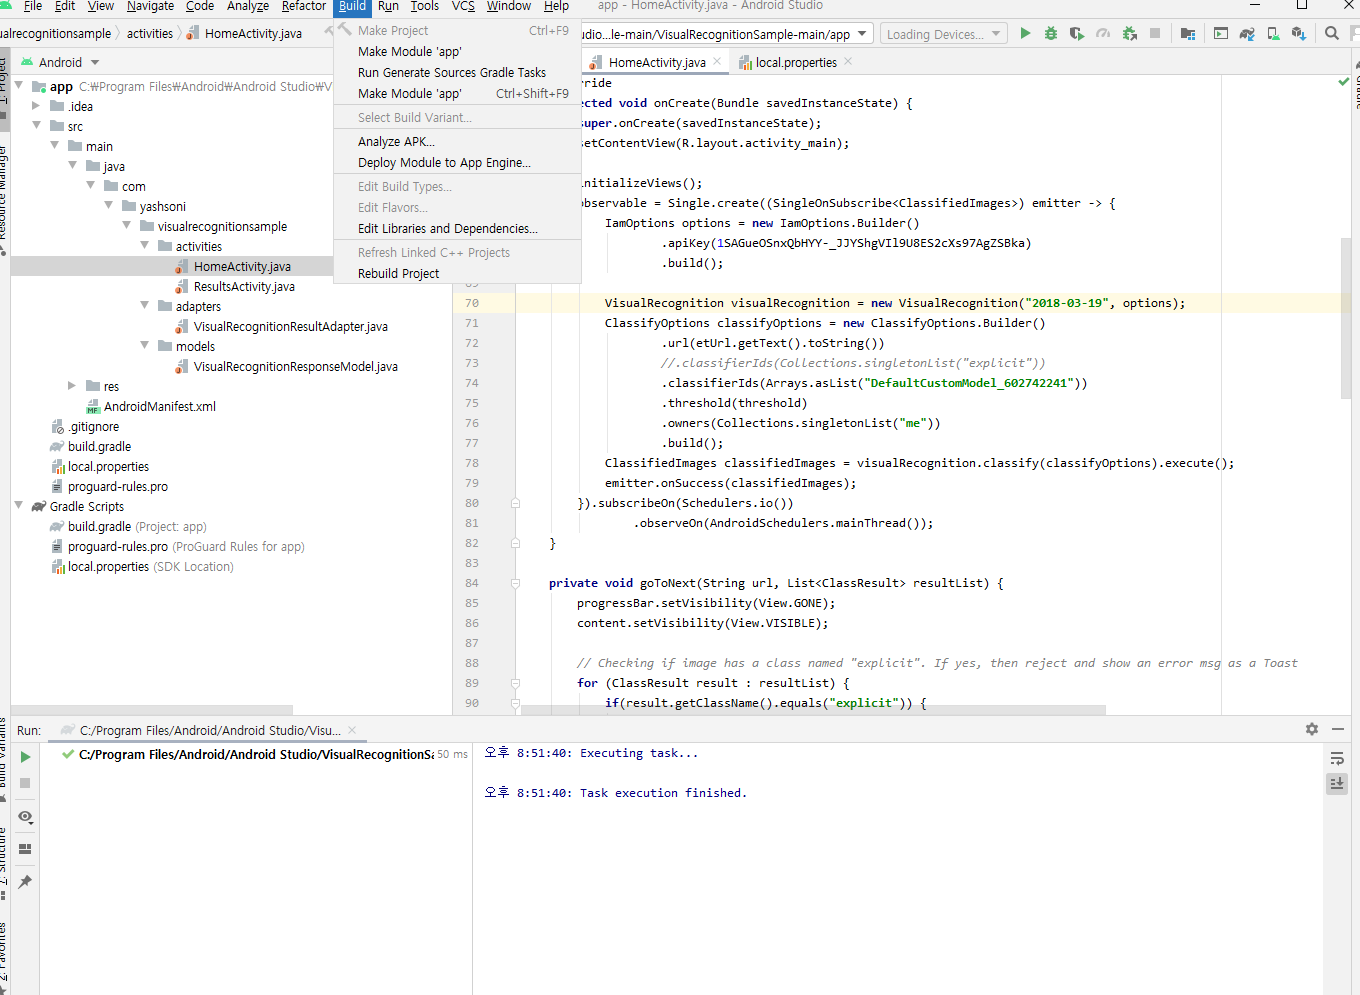 File Edit View Navigate Code Analyze Refactor Build Run Tools VCS Window Help app - HomeActivity.java - Android Studio
ualrecognitionsample activities HomeActivity.java
udio...le-main/VisualRecognitionSample-main/app Loading Devices...
Make Project Ctrl+F9
Make Module 'app'
Run Generate Sources Gradle Tasks
Make Module 'app' Ctrl+Shift+F9
Select Build Variant...
Analyze APK...
Deploy Module to App Engine...
Edit Build Types...
Edit Flavors...
Edit Libraries and Dependencies...
Refresh Linked C++ Projects
Rebuild Project
1: Project
Resource Manager
Android
app C:￦Program Files￦Android￦Android Studio￦V
.idea
src
main
java
com
yashsoni
visualrecognitionsample
activities
HomeActivity.java
ResultsActivity.java
adapters
VisualRecognitionResultAdapter.java
models
VisualRecognitionResponseModel.java
res
AndroidManifest.xml
.gitignore
build.gradle
local.properties
proguard-rules.pro
Gradle Scripts
build.gradle (Project: app)
proguard-rules.pro (ProGuard Rules for app)
local.properties (SDK Location)
HomeActivity.java local.properties
rride
ected void onCreate(Bundle savedInstanceState) {
super.onCreate(savedInstanceState);
setContentView(R.layout.activity_main);
initializeViews();
observable = Single.create((SingleOnSubscribe<ClassifiedImages>) emitter -> {
IamOptions options = new IamOptions.Builder()
.apiKey(1SAGueOSnxQbHYY-_JJYShgVIl9U8ES2cXs97AgZSBka)
.build();
70 VisualRecognition visualRecognition = new VisualRecognition("2018-03-19", options);
71 ClassifyOptions classifyOptions = new ClassifyOptions.Builder()
72 .url(etUrl.getText().toString())
73 //.classifierIds(Collections.singletonList("explicit"))
74 .classifierIds(Arrays.asList("DefaultCustomModel_602742241"))
75 .threshold(threshold)
76 .owners(Collections.singletonList("me"))
77 .build();
78 ClassifiedImages classifiedImages = visualRecognition.classify(classifyOptions).execute();
79 emitter.onSuccess(classifiedImages);
80 }).subscribeOn(Schedulers.io())
81 .observeOn(AndroidSchedulers.mainThread());
82 }
83
84 private void goToNext(String url, List<ClassResult> resultList) {
85 progressBar.setVisibility(View.GONE);
86 content.setVisibility(View.VISIBLE);
87
88 // Checking if image has a class named "explicit". If yes, then reject and show an error msg as a Toast
89 for (ClassResult result : resultList) {
90 if(result.getClassName().equals("explicit")) {
Run: C:/Program Files/Android/Android Studio/Visu...
C:/Program Files/Android/Android Studio/VisualRecognitionSa 50 ms
오후 8:51:40: Executing task...
오후 8:51:40: Task execution finished.
Build Variants
7: Structure
2: Favorites